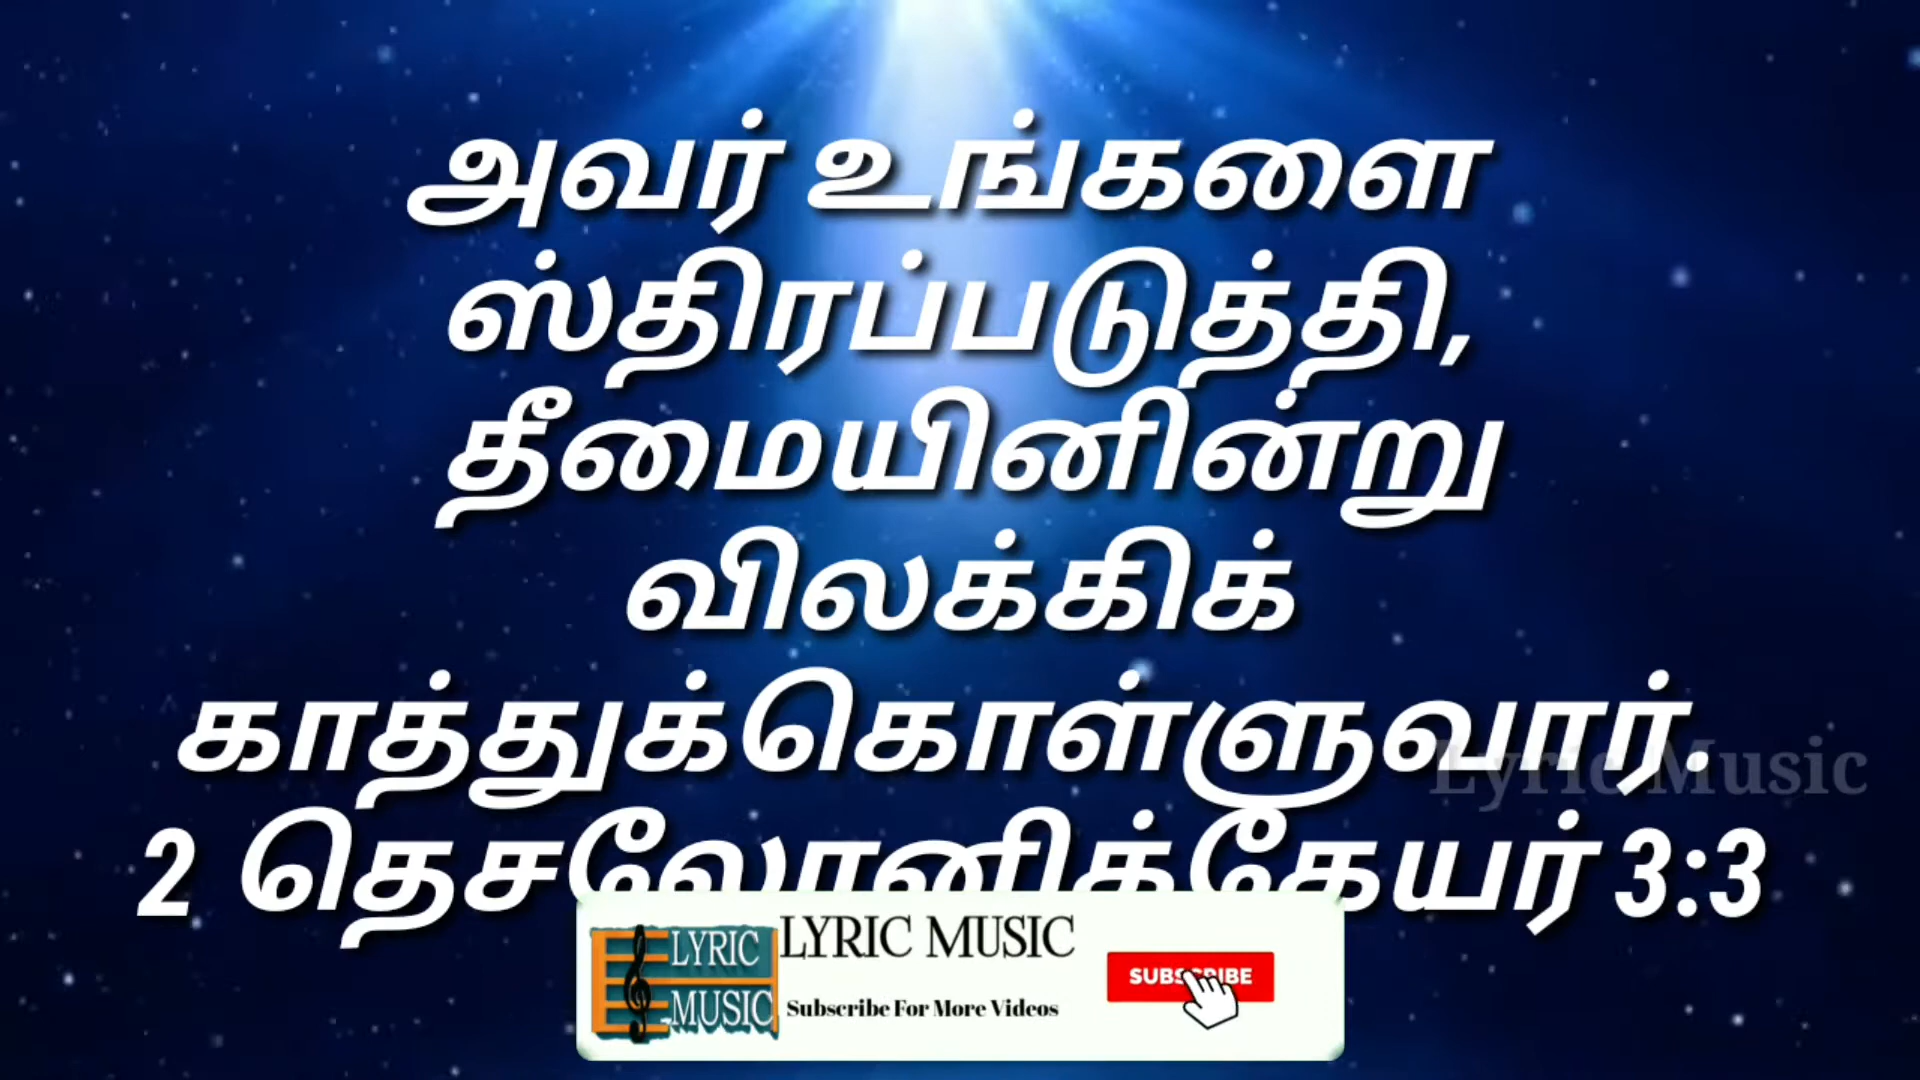 அவர் உங்களை
ஸ்திரப்படுத்தி,
தீமையினின்று
விலக்கிக்
காத்துக்கொள்ளுவார்.
Lyric Music
2 தெசலோனிக்கேயர் 3:3
LYRIC
MUSIC
LYRIC MUSIC
Subscribe For More Videos
SUBSCRIBE